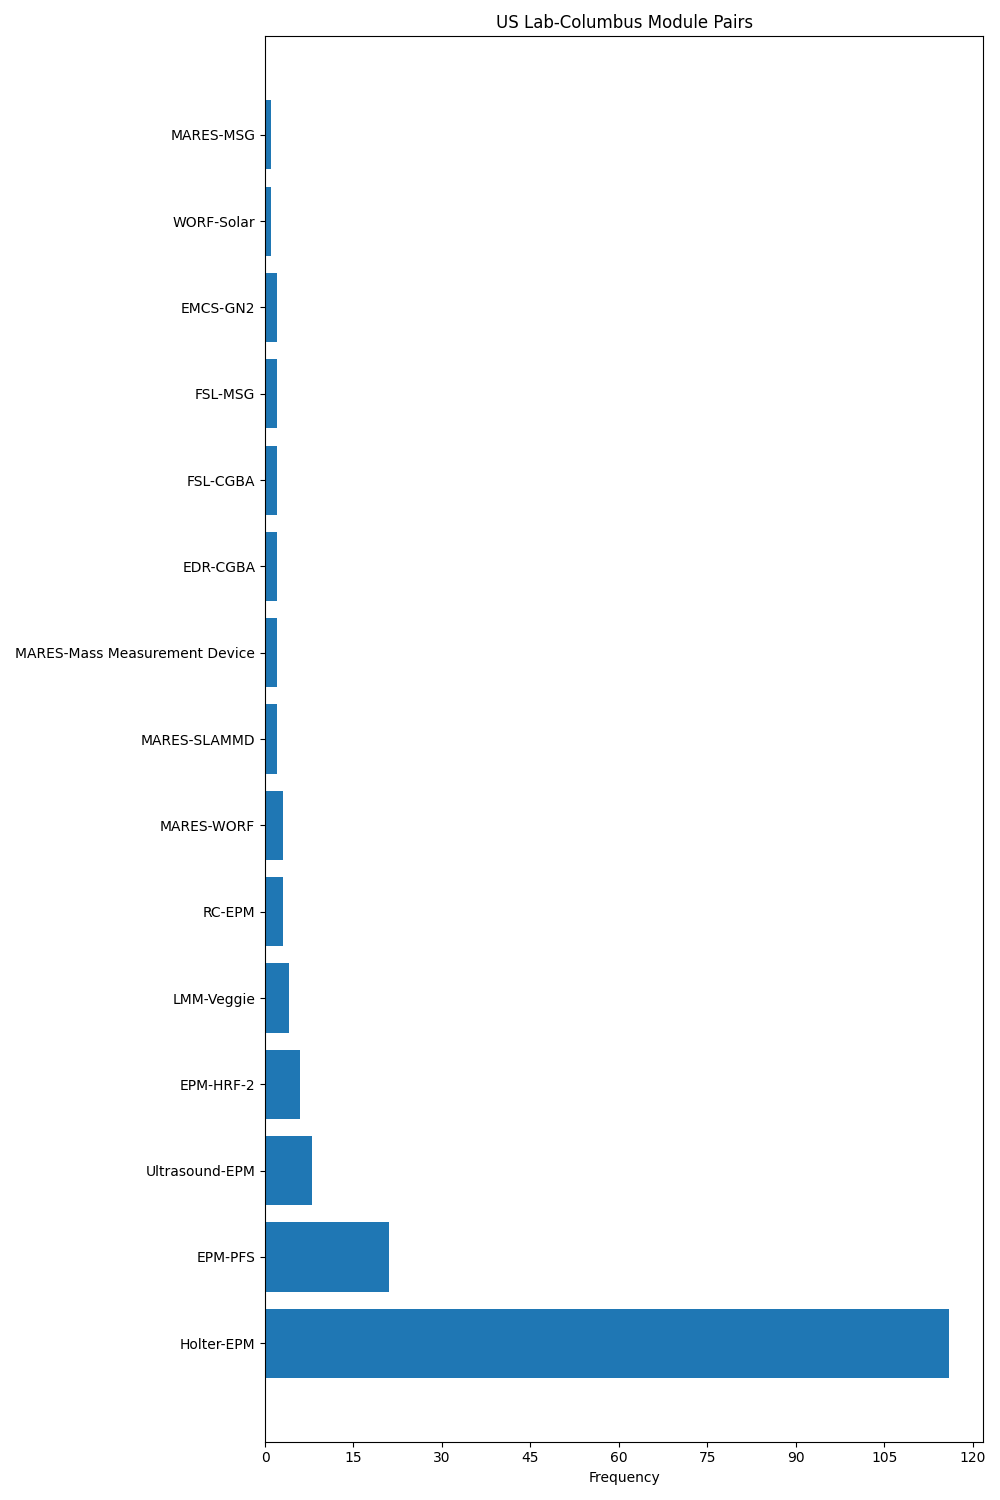 US Lab-Columbus Module Pairs
MARES-MSG
WORF-Solar
EMCS-GN2
FSL-MSG
FSL-CGBA
EDR-CGBA
MARES-Mass Measurement Device
MARES-SLAMMD
MARES-WORF
RC-EPM
LMM-Veggie
EPM-HRF-2
Ultrasound-EPM
EPM-PFS
Holter-EPM
0 15 30 45 60 75 90 105 120
Frequency